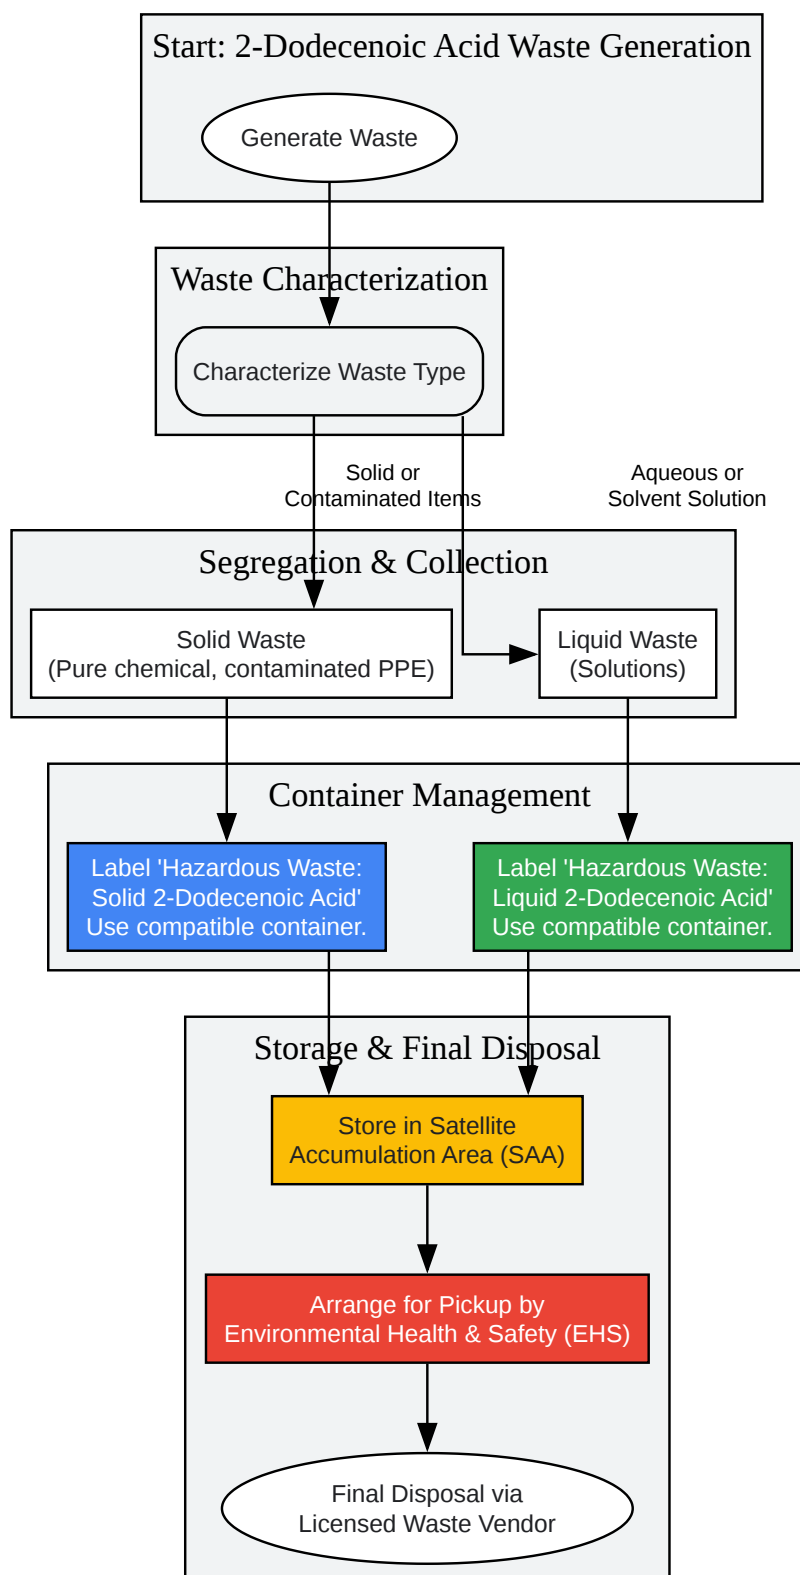 Start: 2-Dodecenoic Acid Waste Generation
Generate Waste
Waste Characterization
Characterize Waste Type
Solid or
Contaminated Items
Aqueous or
Solvent Solution
Segregation & Collection
Solid Waste
(Pure chemical, contaminated PPE)
Liquid Waste
(Solutions)
Container Management
Label 'Hazardous Waste:
Solid 2-Dodecenoic Acid'
Use compatible container.
Label 'Hazardous Waste:
Liquid 2-Dodecenoic Acid'
Use compatible container.
Storage & Final Disposal
Store in Satellite
Accumulation Area (SAA)
Arrange for Pickup by
Environmental Health & Safety (EHS)
Final Disposal via
Licensed Waste Vendor